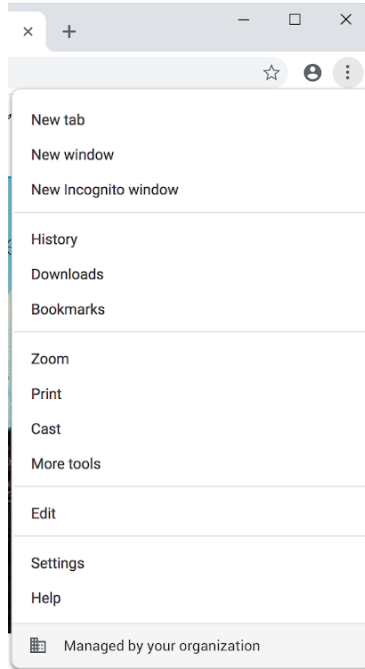 New tab
New window
New Incognito window
History
Downloads
Bookmarks
Zoom
Print
Cast
More tools
Edit
Settings
Help
Managed by your organization